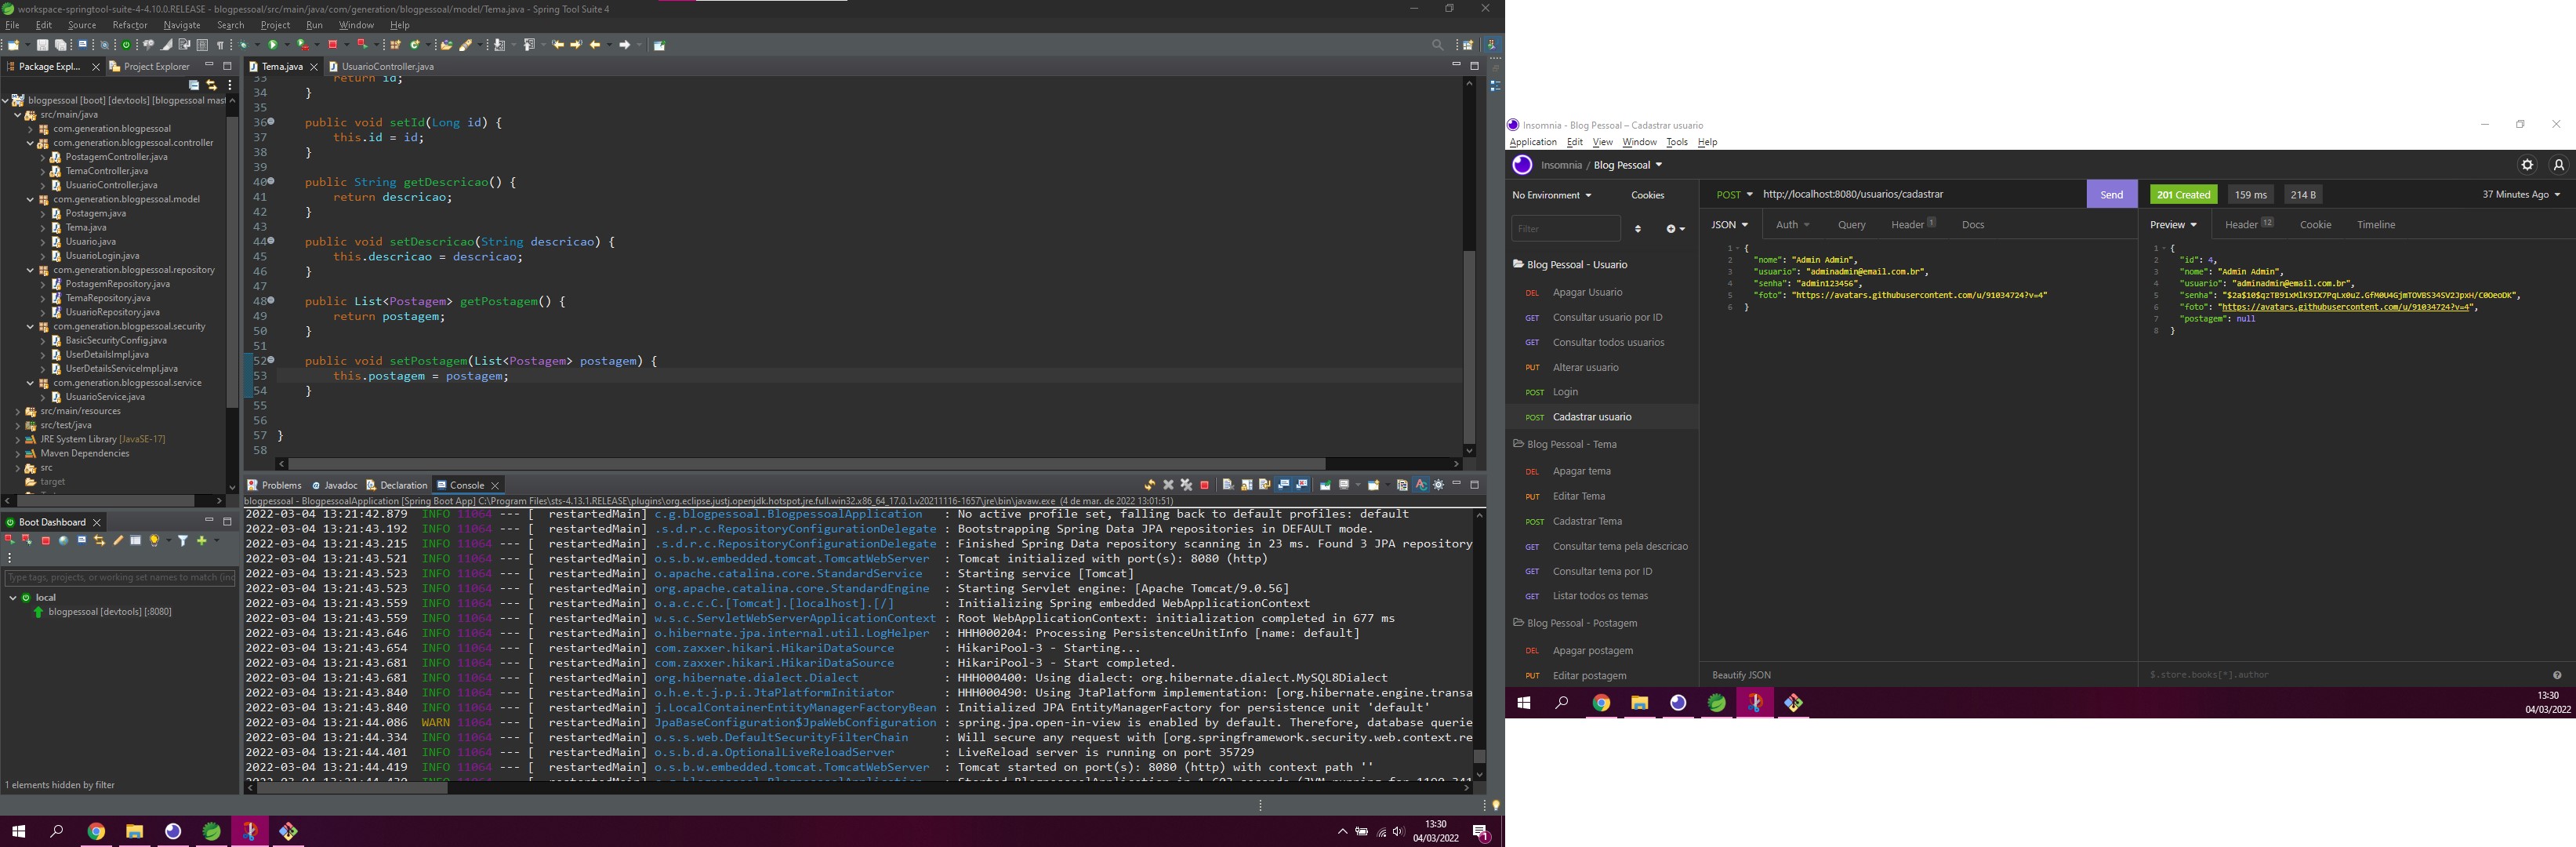 workspace-springtool-suite-4-4.10.0.RELEASE - blogpessoal/src/main/java/com/generation/blogpessoal/model/Tema.java - Spring Tool Suite 4
File Edit Source Refactor Navigate Search Project Run Window Help
Package Expl... Project Explorer
blogpessoal [boot] [devtools] [blogpessoal mast
src/main/java
com.generation.blogpessoal
com.generation.blogpessoal.controller
PostagemController.java
TemaController.java
UsuarioController.java
com.generation.blogpessoal.model
Postagem.java
Tema.java
Usuario.java
UsuarioLogin.java
com.generation.blogpessoal.repository
PostagemRepository.java
TemaRepository.java
UsuarioRepository.java
com.generation.blogpessoal.security
BasicSecurityConfig.java
UserDetailsImpl.java
UserDetailsServiceImpl.java
com.generation.blogpessoal.service
UsuarioService.java
src/main/resources
src/test/java
JRE System Library [JavaSE-17]
Maven Dependencies
src
target
Boot Dashboard
Type tags, projects, or working set names to match (inc
local
blogpessoal [devtools] [:8080]
1 elements hidden by filter
Tema.java UsuarioController.java
33 return id;
34 }
35
36 public void setId(Long id) {
37 this.id = id;
38 }
39
40 public String getDescricao() {
41 return descricao;
42 }
43
44 public void setDescricao(String descricao) {
45 this.descricao = descricao;
46 }
47
48 public List<Postagem> getPostagem() {
49 return postagem;
50 }
51
52 public void setPostagem(List<Postagem> postagem) {
53 this.postagem = postagem;
54 }
55
56
57 }
58
Problems Javadoc Declaration Console
blogpessoal - BlogpessoalApplication [Spring Boot App] C:\Program Files\sts-4.13.1.RELEASE\plugins\org.eclipse.justj.openjdk.hotspot.jre.full.win32.x86_64_17.0.1.v20211116-1657\jre\bin\javaw.exe (4 de mar. de 2022 13:01:51)
2022-03-04 13:21:42.879 INFO 11064 --- [ restartedMain] c.g.blogpessoal.BlogpessoalApplication : No active profile set, falling back to default profiles: default
2022-03-04 13:21:43.192 INFO 11064 --- [ restartedMain] .s.d.r.c.RepositoryConfigurationDelegate : Bootstrapping Spring Data JPA repositories in DEFAULT mode.
2022-03-04 13:21:43.215 INFO 11064 --- [ restartedMain] .s.d.r.c.RepositoryConfigurationDelegate : Finished Spring Data repository scanning in 23 ms. Found 3 JPA repository
2022-03-04 13:21:43.521 INFO 11064 --- [ restartedMain] o.s.b.w.embedded.tomcat.TomcatWebServer : Tomcat initialized with port(s): 8080 (http)
2022-03-04 13:21:43.523 INFO 11064 --- [ restartedMain] o.apache.catalina.core.StandardService : Starting service [Tomcat]
2022-03-04 13:21:43.523 INFO 11064 --- [ restartedMain] org.apache.catalina.core.StandardEngine : Starting Servlet engine: [Apache Tomcat/9.0.56]
2022-03-04 13:21:43.559 INFO 11064 --- [ restartedMain] o.a.c.c.C.[Tomcat].[localhost].[/] : Initializing Spring embedded WebApplicationContext
2022-03-04 13:21:43.559 INFO 11064 --- [ restartedMain] w.s.c.ServletWebServerApplicationContext : Root WebApplicationContext: initialization completed in 677 ms
2022-03-04 13:21:43.646 INFO 11064 --- [ restartedMain] o.hibernate.jpa.internal.util.LogHelper : HHH000204: Processing PersistenceUnitInfo [name: default]
2022-03-04 13:21:43.654 INFO 11064 --- [ restartedMain] com.zaxxer.hikari.HikariDataSource : HikariPool-3 - Starting...
2022-03-04 13:21:43.681 INFO 11064 --- [ restartedMain] com.zaxxer.hikari.HikariDataSource : HikariPool-3 - Start completed.
2022-03-04 13:21:43.681 INFO 11064 --- [ restartedMain] org.hibernate.dialect.Dialect : HHH000400: Using dialect: org.hibernate.dialect.MySQL8Dialect
2022-03-04 13:21:43.840 INFO 11064 --- [ restartedMain] o.h.e.t.j.p.i.JtaPlatformInitiator : HHH000490: Using JtaPlatform implementation: [org.hibernate.engine.transa
2022-03-04 13:21:43.840 INFO 11064 --- [ restartedMain] j.LocalContainerEntityManagerFactoryBean : Initialized JPA EntityManagerFactory for persistence unit 'default'
2022-03-04 13:21:44.086 WARN 11064 --- [ restartedMain] JpaBaseConfiguration$JpaWebConfiguration : spring.jpa.open-in-view is enabled by default. Therefore, database querie
2022-03-04 13:21:44.334 INFO 11064 --- [ restartedMain] o.s.s.web.DefaultSecurityFilterChain : Will secure any request with [org.springframework.security.web.context.re
2022-03-04 13:21:44.401 INFO 11064 --- [ restartedMain] o.s.b.d.a.OptionalLiveReloadServer : LiveReload server is running on port 35729
2022-03-04 13:21:44.419 INFO 11064 --- [ restartedMain] o.s.b.w.embedded.tomcat.TomcatWebServer : Tomcat started on port(s): 8080 (http) with context path ''
13:30
04/03/2022
1
Insomnia - Blog Pessoal – Cadastrar usuario
Application Edit View Window Tools Help
Insomnia / Blog Pessoal
No Environment Cookies
Filter
Blog Pessoal - Usuario
DEL Apagar Usuario
GET Consultar usuario por ID
GET Consultar todos usuarios
PUT Alterar usuario
POST Login
POST Cadastrar usuario
Blog Pessoal - Tema
DEL Apagar tema
PUT Editar Tema
POST Cadastrar Tema
GET Consultar tema pela descricao
GET Consultar tema por ID
GET Listar todos os temas
Blog Pessoal - Postagem
DEL Apagar postagem
PUT Editar postagem
POST http://localhost:8080/usuarios/cadastrar Send
JSON Auth Query Header 1 Docs
1 {
2 "nome": "Admin Admin",
3 "usuario": "adminadmin@email.com.br",
4 "senha": "admin123456",
5 "foto": "https://avatars.githubusercontent.com/u/91034724?v=4"
6 }
Beautify JSON
201 Created 159 ms 214 B 37 Minutes Ago
Preview Header 12 Cookie Timeline
1 {
2 "id": 4,
3 "nome": "Admin Admin",
4 "usuario": "adminadmin@email.com.br",
5 "senha":
6 "foto": "https://avatars.githubusercontent.com/u/91034724?v=4",
7 "postagem": null
8 }
$.store.books[*].author
13:30
04/03/2022